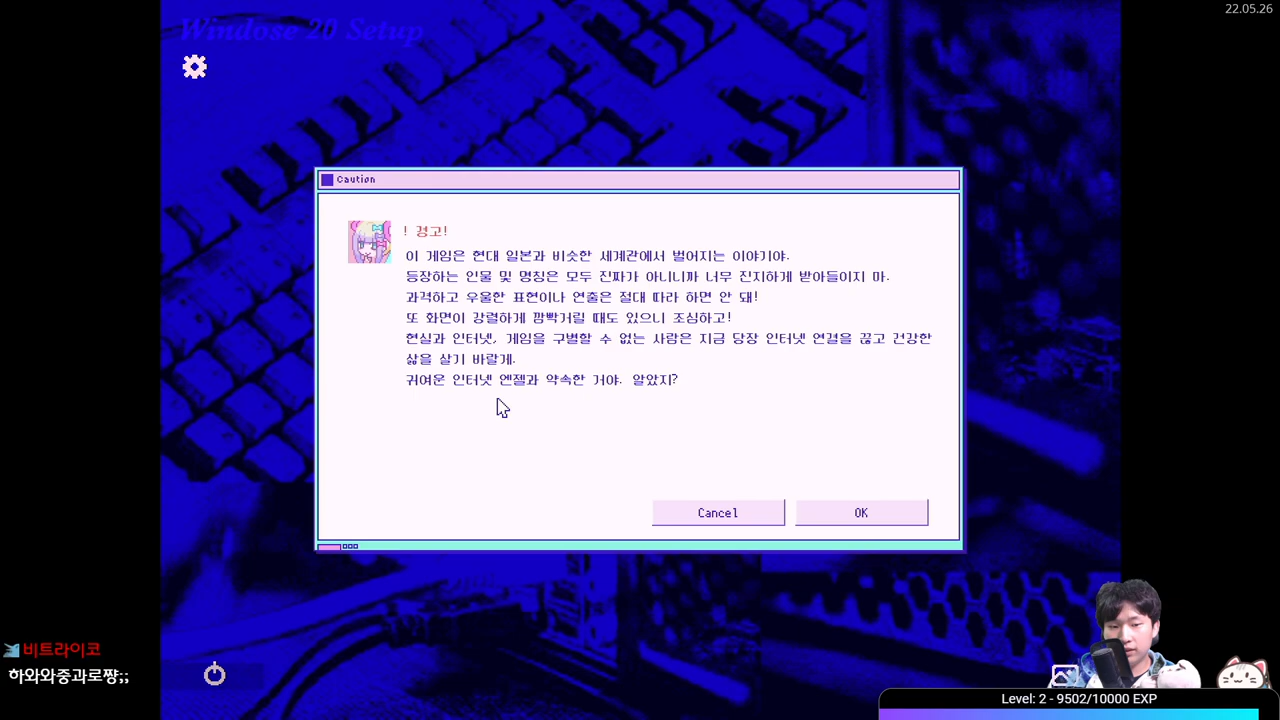 22.05.26
Windose 20 Setup
Caution
! 경고!
이 게임은 현대 일본과 비슷한 세계관에서 벌어지는 이야기야.
등장하는 인물 및 명칭은 모두 진짜가 아니니까 너무 진지하게 받아들이지 마.
과격하고 우울한 표현이나 연출은 절대 따라 하면 안 돼!
또 화면이 강렬하게 깜빡거릴 때도 있으니 조심하고!
현실과 인터넷, 게임을 구별할 수 없는 사람은 지금 당장 인터넷 연결을 끊고 건강한
삶을 살기 바랄게.
귀여운 인터넷 엔젤과 약속한 거야. 알았지?
Cancel
OK
비트라이코
하와와중과로쨩;;
Level: 2 - 9502/10000 EXP